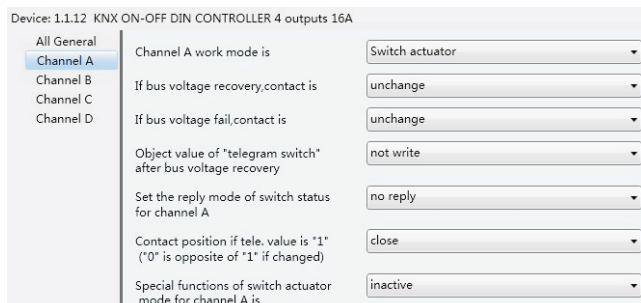 Device: 1.1.12 KNX ON-OFF DIN CONTROLLER 4 outputs 16A
All General
Channel A
Channel B
Channel C
Channel D
Channel A work mode is
Switch actuator
If bus voltage recovery,contact is
unchange
If bus voltage fail,contact is
unchange
Object value of "telegram switch"
after bus voltage recovery
not write
Set the reply mode of switch status
for channel A
no reply
Contact position if tele. value is "1"
("0" is opposite of "1" if changed)
close
Special functions of switch actuator
mode for channel A is
inactive